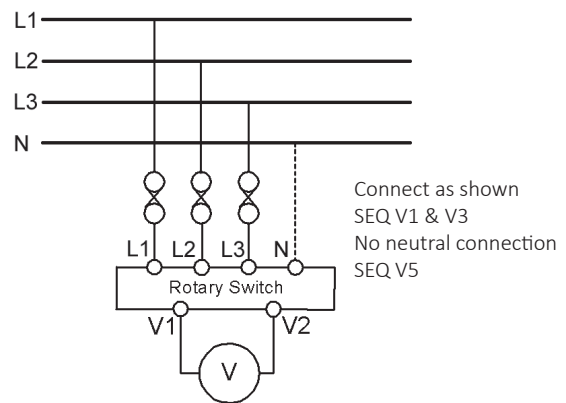 L1
L2
L3
N
Connect as shown
SEQ V1 & V3
No neutral connection
SEQ V5
L1 L2 L3 N
Rotary Switch
V1 V2
V